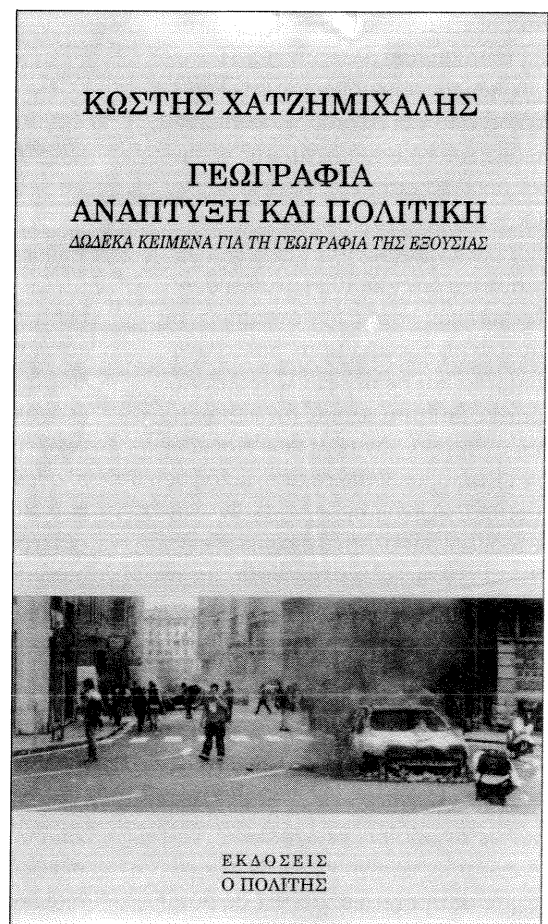 ΚΩΣΤΗΣ ΧΑΤΖΗΜΙΧΑΛΗΣ
ΓΕΩΓΡΑΦΙΑ
ΑΝΑΠΤΥΞΗ ΚΑΙ ΠΟΛΙΤΙΚΗ
ΔΩΔΕΚΑ ΚΕΙΜΕΝΑ ΓΙΑ ΤΗ ΓΕΩΓΡΑΦΙΑ ΤΗΣ ΕΞΟΥΣΙΑΣ
ΕΚΔΟΣΕΙΣ
Ο ΠΟΛΙΤΗΣ